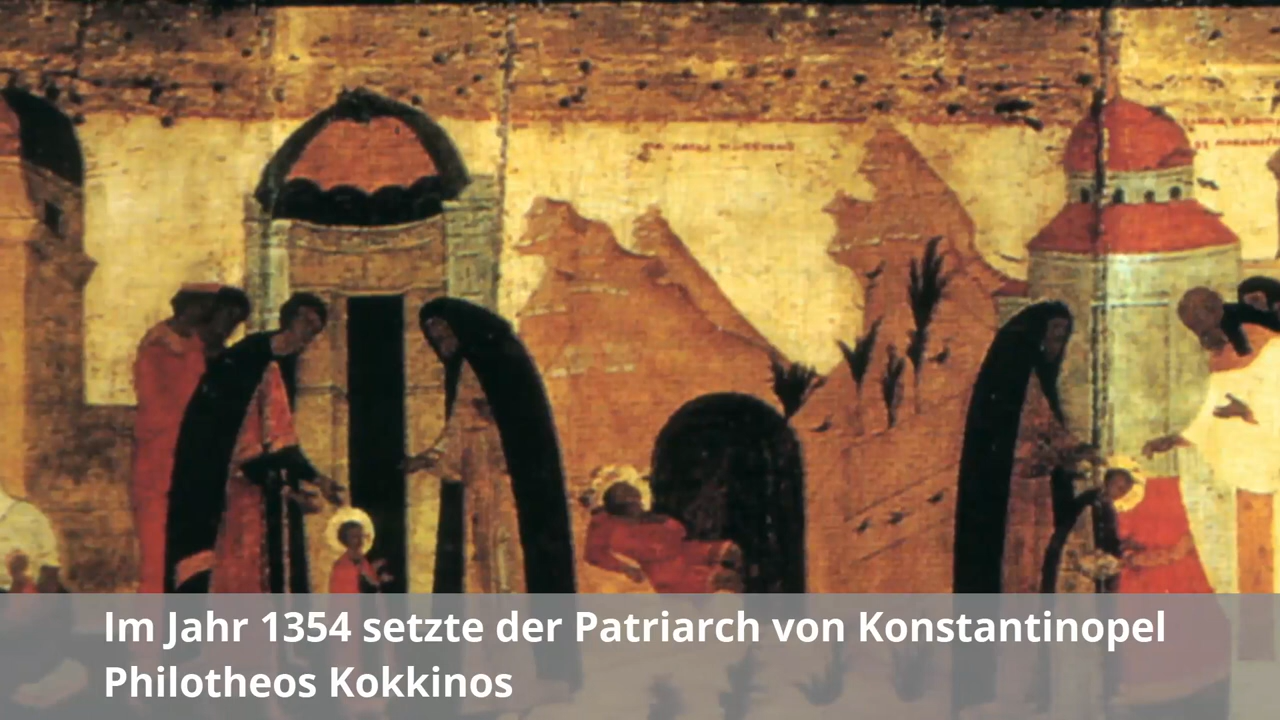 Im Jahr 1354 setzte der Patriarch von Konstantinopel
Philotheos Kokkinos